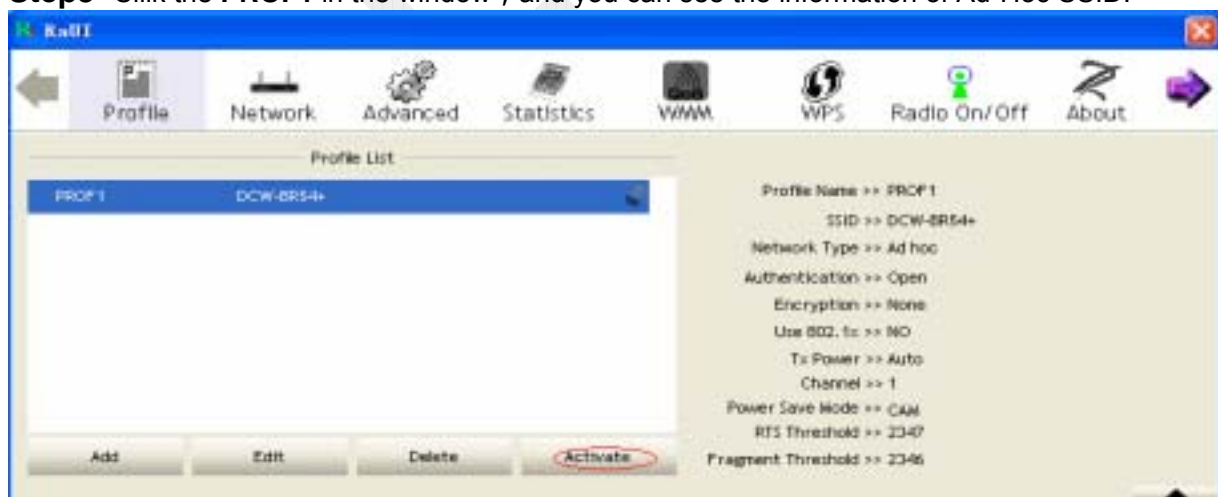 Step5 Clilk the PROF1 in the window , and you can see the information of Ad-Hoc SSID.
RaUI
Profile Network Advanced Statistics WMM WPS Radio On/Off About
Profile List
PROF1 DCW-BR54+
Profile Name >> PROF1
SSID >> DCW-BR54+
Network Type >> Ad hoc
Authentication >> Open
Encryption >> None
Use 802.1x >> NO
Tx Power >> Auto
Channel >> 1
Power Save Mode >> CAM
RTS Threshold >> 2347
Fragment Threshold >> 2346
Add Edit Delete Activate